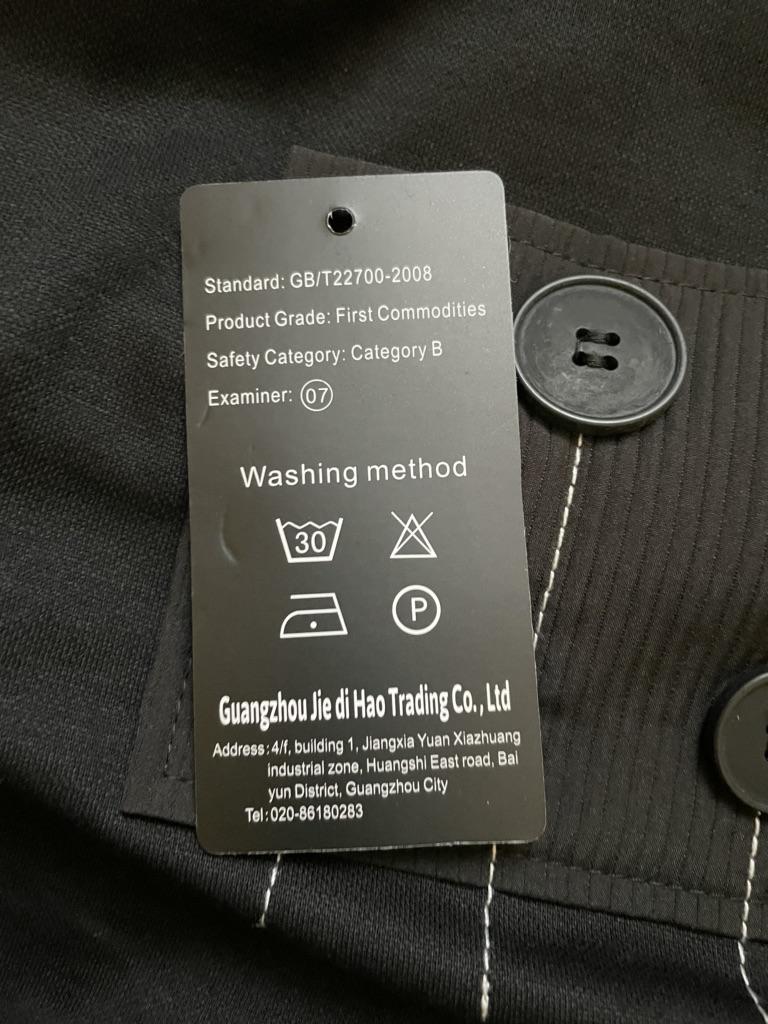 Standard: GB/T22700-2008
Product Grade: First Commodities
Safety Category: Category B
Examiner: 07
Washing method
30
P
Guangzhou Jie di Hao Trading Co., Ltd
Address: 4/f, building 1, Jiangxia Yuan Xiazhuang
industrial zone, Huangshi East road, Bai
yun District, Guangzhou City
Tel: 020-86180283